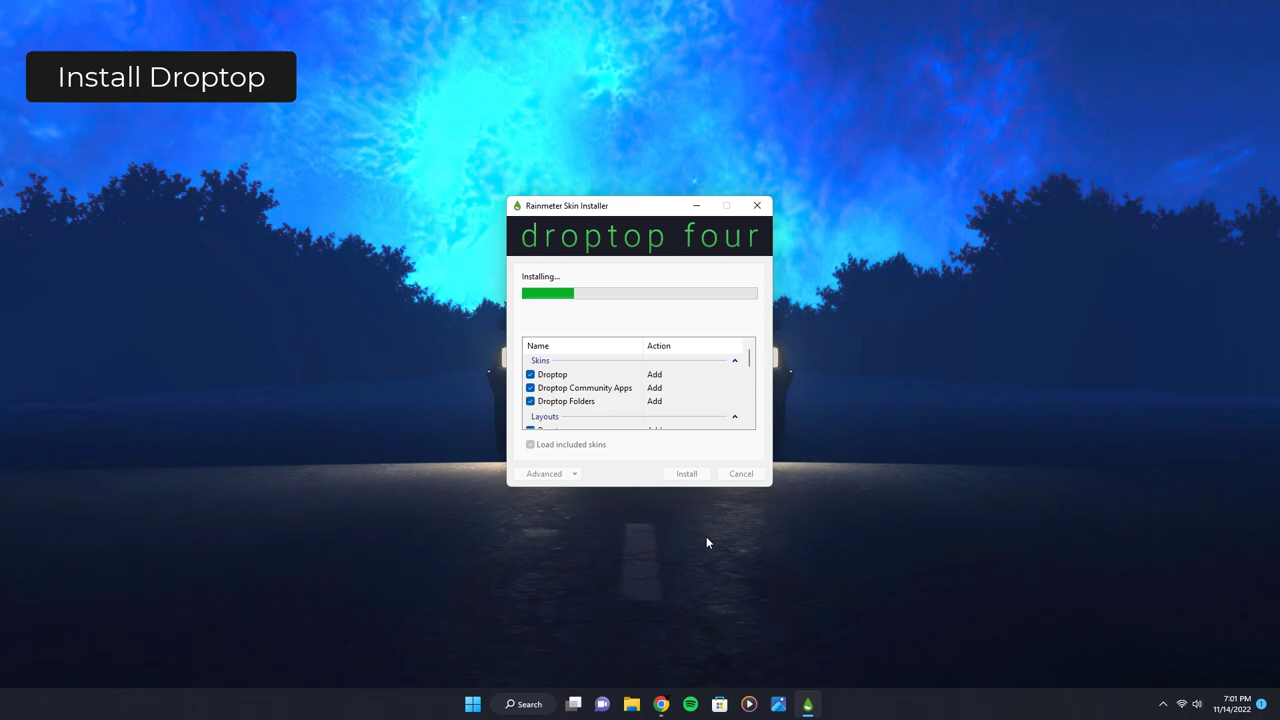 Install Droptop
Rainmeter Skin Installer
droptop four
Installing...
Name Action
Skins
Droptop Add
Droptop Community Apps Add
Droptop Folders Add
Layouts
Load included skins
Advanced Install Cancel
Search
7:01 PM
11/14/2022
1